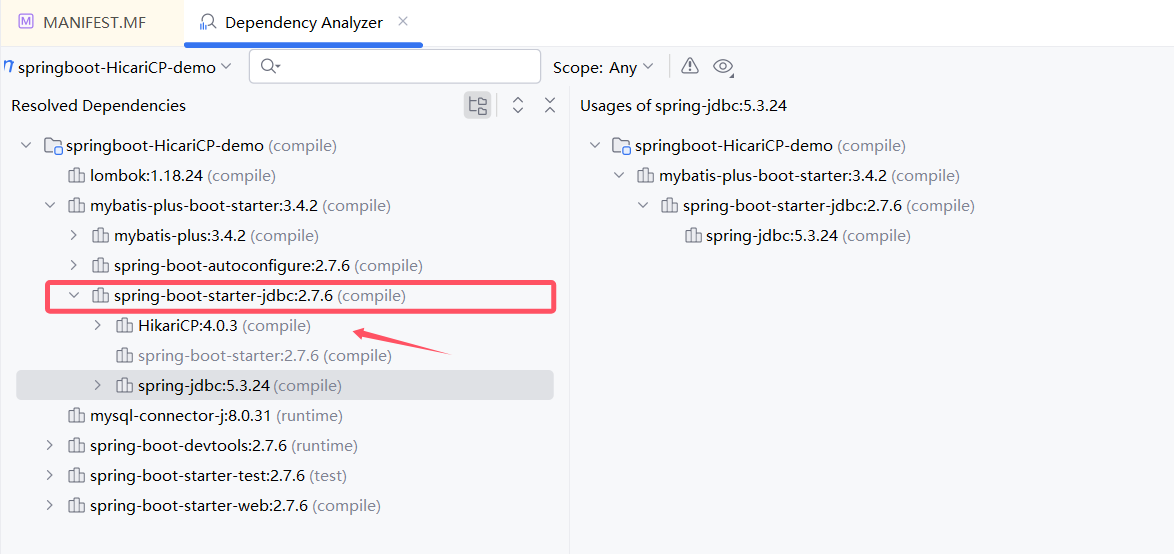 MANIFEST.MF
Dependency Analyzer
springboot-HicariCP-demo
Scope: Any
Resolved Dependencies
springboot-HicariCP-demo (compile)
lombok:1.18.24 (compile)
mybatis-plus-boot-starter:3.4.2 (compile)
mybatis-plus:3.4.2 (compile)
spring-boot-autoconfigure:2.7.6 (compile)
spring-boot-starter-jdbc:2.7.6 (compile)
HikariCP:4.0.3 (compile)
spring-boot-starter:2.7.6 (compile)
spring-jdbc:5.3.24 (compile)
mysql-connector-j:8.0.31 (runtime)
spring-boot-devtools:2.7.6 (runtime)
spring-boot-starter-test:2.7.6 (test)
spring-boot-starter-web:2.7.6 (compile)
Usages of spring-jdbc:5.3.24
springboot-HicariCP-demo (compile)
mybatis-plus-boot-starter:3.4.2 (compile)
spring-boot-starter-jdbc:2.7.6 (compile)
spring-jdbc:5.3.24 (compile)